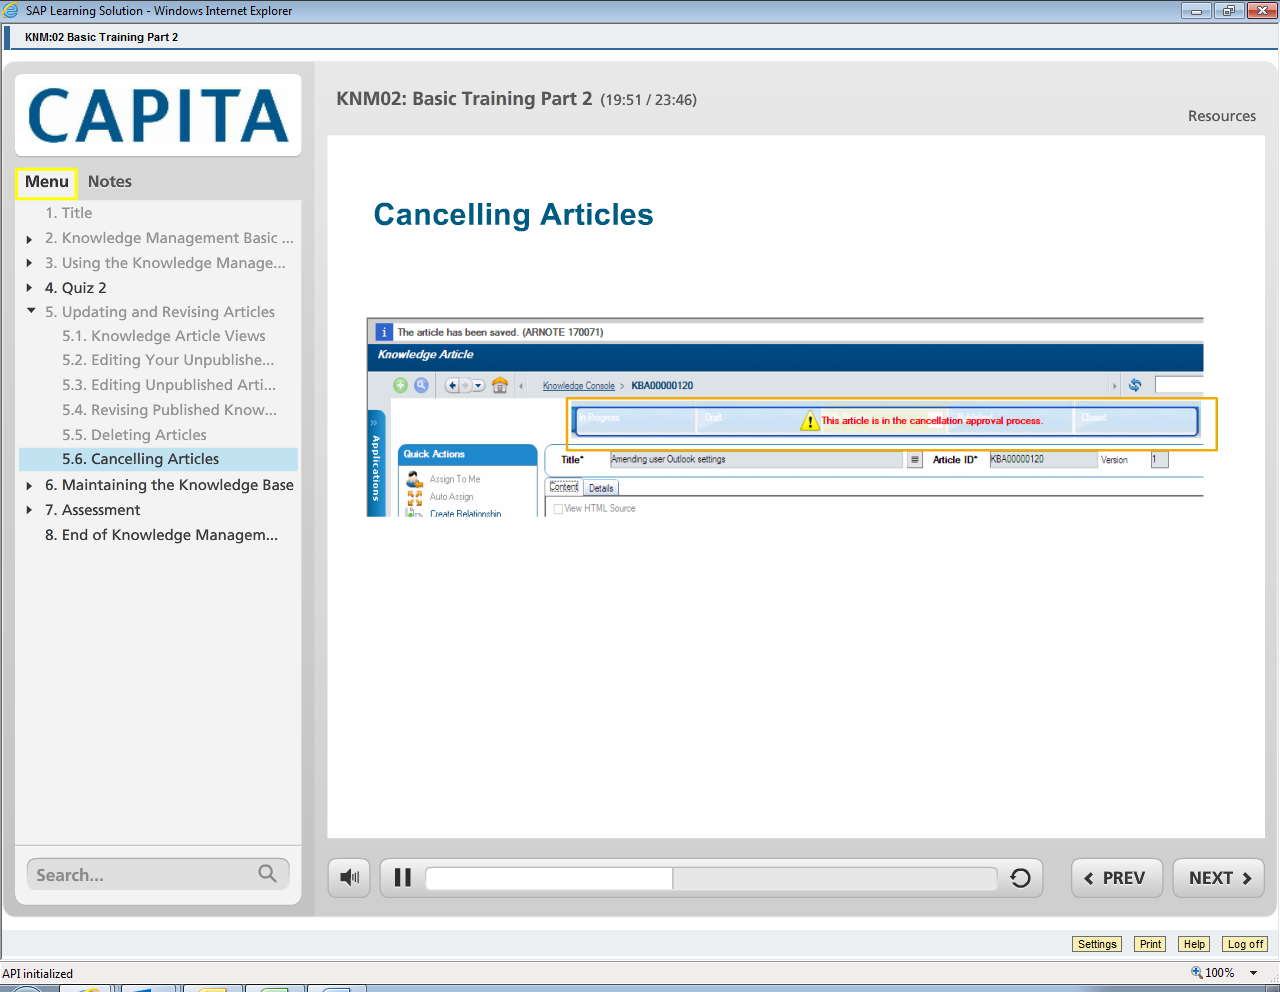 SAP Learning Solution - Windows Internet Explorer
KNM:02 Basic Training Part 2
CAPITA
KNM02: Basic Training Part 2 (19:51 / 23:46)
Resources
Menu Notes
1. Title
2. Knowledge Management Basic ...
3. Using the Knowledge Manage...
4. Quiz 2
5. Updating and Revising Articles
5.1. Knowledge Article Views
5.2. Editing Your Unpublishe...
5.3. Editing Unpublished Arti...
5.4. Revising Published Know...
5.5. Deleting Articles
5.6. Cancelling Articles
6. Maintaining the Knowledge Base
7. Assessment
8. End of Knowledge Managem...
Search...
Cancelling Articles
The article has been saved. (ARNOTE 170071)
Knowledge Article
Knowledge Console > KBA00000120
In Progress Draft This article is in the cancellation approval process. Closed
Applications
Quick Actions
Assign To Me
Auto Assign
Create Relationship
Title* Amending user Outlook settings Article ID* KBA00000120 Version 1
Content Details
View HTML Source
PREV NEXT
Settings Print Help Log off
API initialized
100%